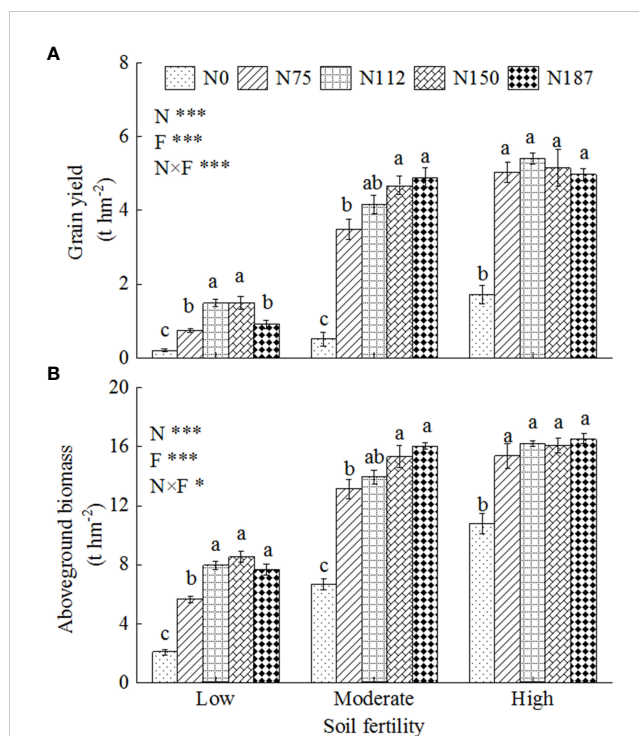 A
8
N0 N75 N112 N150 N187
N ***
F ***
N×F ***
6
4
2
0
Grain yield
(t hm-2)
c b a a b
c b ab a a
b a a a a
B
20
N ***
F ***
N×F *
16
12
8
4
0
Aboveground biomass
(t hm-2)
c b a a a
c b ab a a
b a a a a
Low Moderate High
Soil fertility